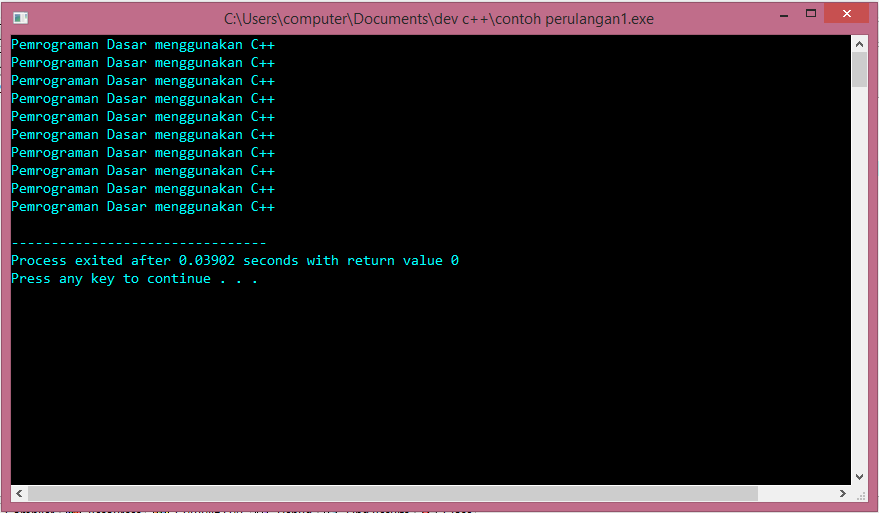 C:\Users\computer\Documents\dev c++\contoh perulangan1.exe
Pemrograman Dasar menggunakan C++
Pemrograman Dasar menggunakan C++
Pemrograman Dasar menggunakan C++
Pemrograman Dasar menggunakan C++
Pemrograman Dasar menggunakan C++
Pemrograman Dasar menggunakan C++
Pemrograman Dasar menggunakan C++
Pemrograman Dasar menggunakan C++
Pemrograman Dasar menggunakan C++
Pemrograman Dasar menggunakan C++
--------------------------------
Process exited after 0.03902 seconds with return value 0
Press any key to continue . . .